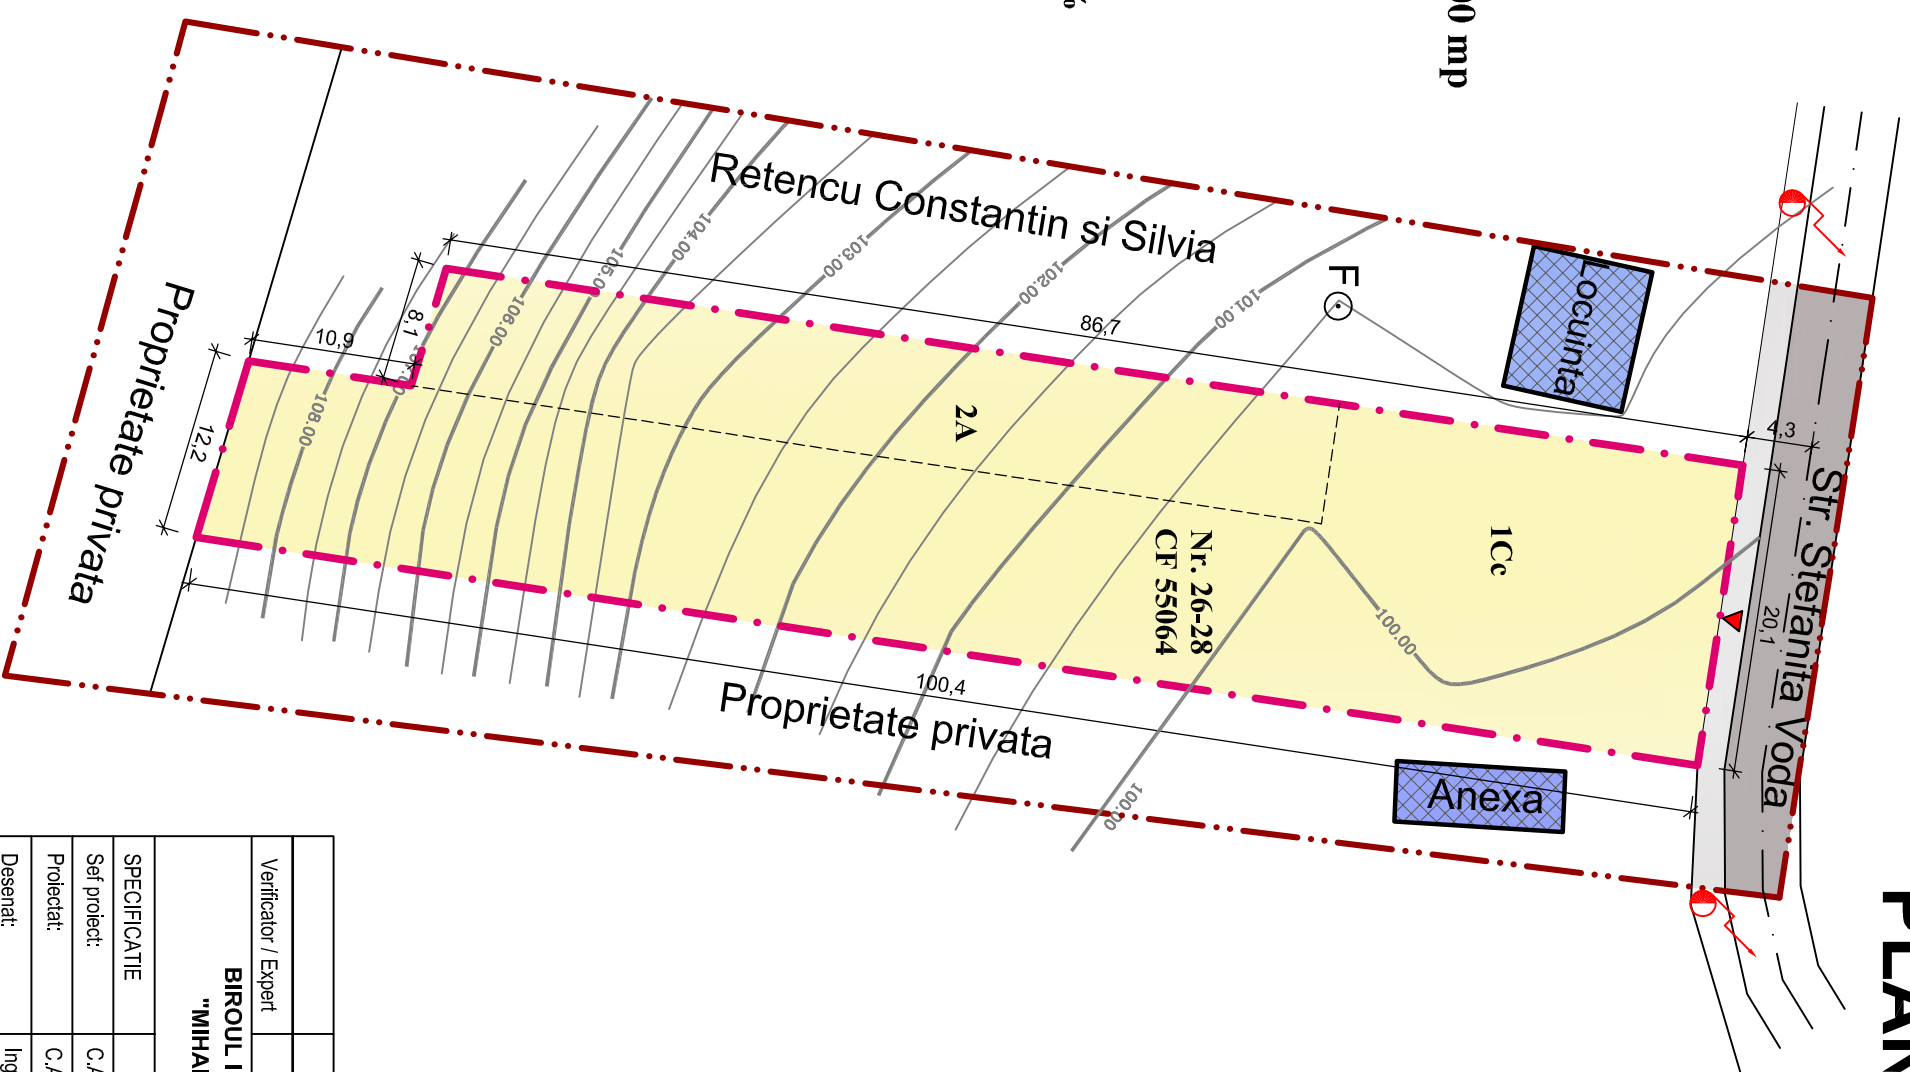 mp
PLAN
Retencu Constantin si Silvia
Locuinta
F
Str. Stefanita Voda
4,3
20,1
86,7
8,1
10,9
12,2
100,4
104.00
103.00
102.00
101.00
106.00
108.00
100.00
100.00
2A
1Cc
Nr. 26-28
CF 55064
Proprietate privata
Proprietate privata
Anexa
Verificator / Expert
BIROUL
SPECIFICATIE
Sef proiect:
Proiectat:
Desenat: